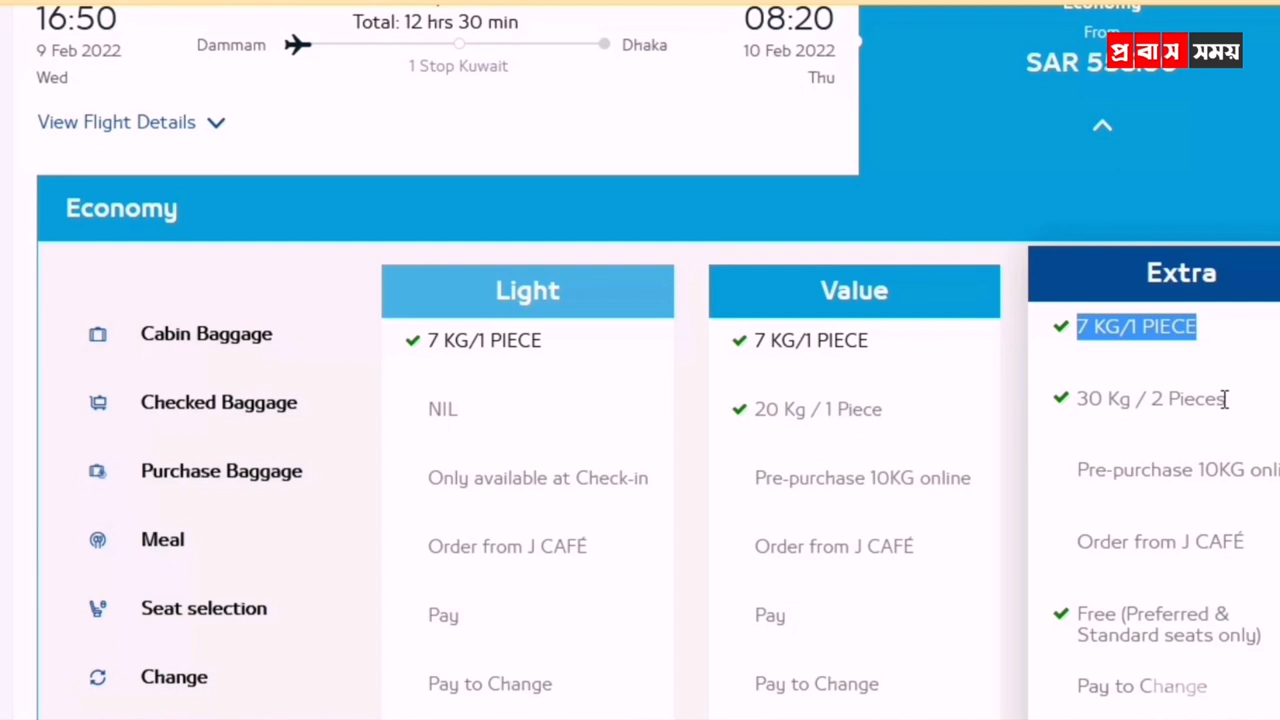 16:50
Total: 12 hrs 30 min
08:20
Economy
9 Feb 2022
Dammam
Dhaka
10 Feb 2022
From
প্রবাস সময়
Wed
1 Stop Kuwait
Thu
SAR
View Flight Details
Economy
Light
Value
Extra
Cabin Baggage
7 KG/1 PIECE
7 KG/1 PIECE
7 KG/1 PIECE
Checked Baggage
NIL
20 Kg / 1 Piece
30 Kg / 2 Pieces
Purchase Baggage
Only available at Check-in
Pre-purchase 10KG online
Pre-purchase 10KG onli
Meal
Order from J CAFÉ
Order from J CAFÉ
Order from J CAFÉ
Seat selection
Pay
Pay
Free (Preferred &
Standard seats only)
Change
Pay to Change
Pay to Change
Pay to Change